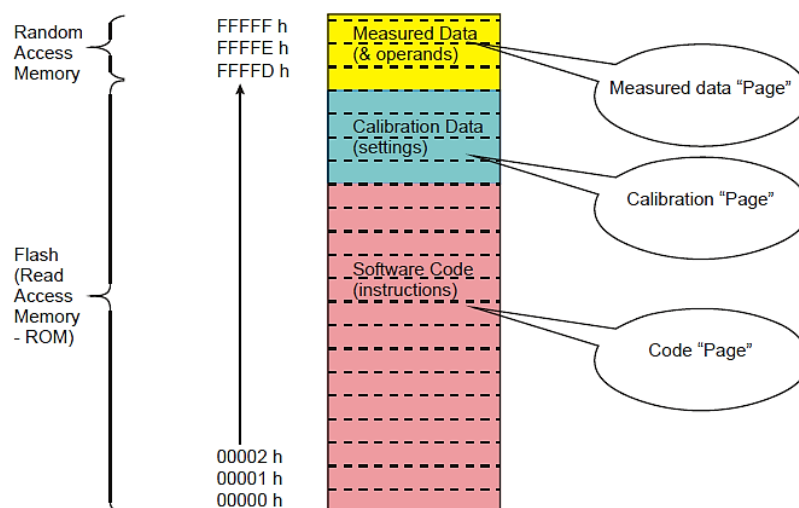 Random
Access
Memory
FFFFF h
FFFFE h
FFFFD h
Measured Data
(& operands)
Measured data “Page”
Calibration Data
(settings)
Calibration “Page”
Flash
(Read
Access
Memory
- ROM)
Software Code
(instructions)
Code “Page”
00002 h
00001 h
00000 h